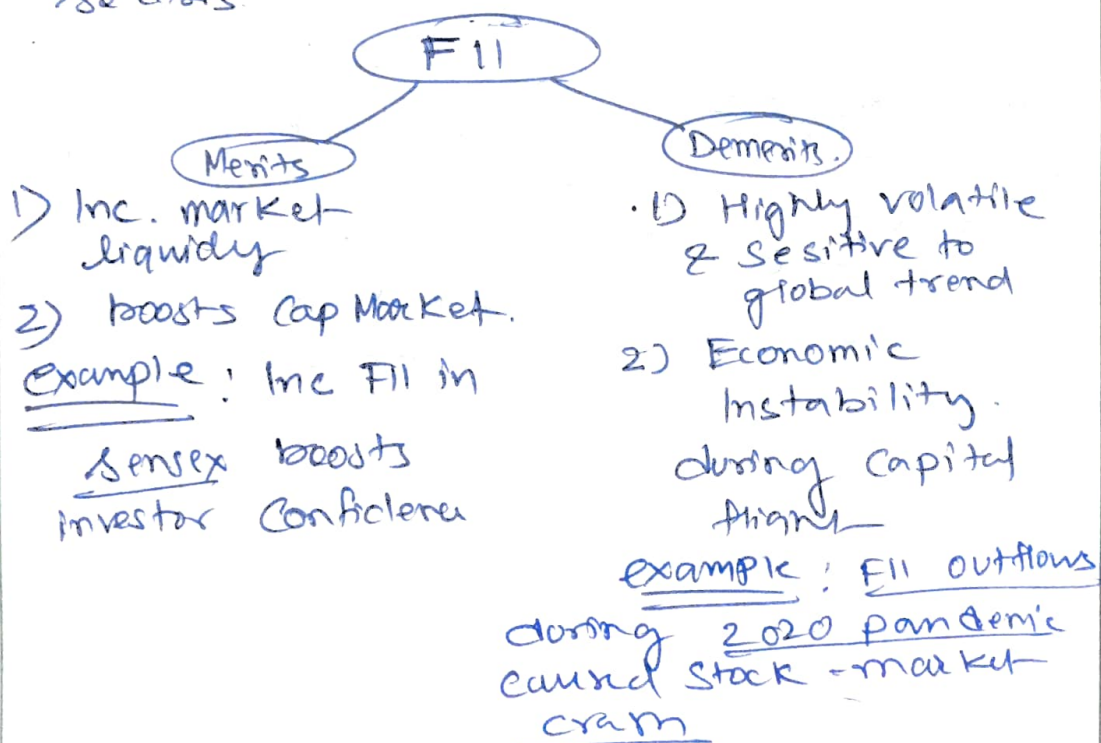 FII
Merits
1) Inc. market
liquidy
2) boosts Cap Market.
example: Inc FII in
sensex boosts
investor Confidence
Demerits.
1) Highly volatile
& sesitive to
global trend
2) Economic
Instability.
during capital
flight
example: FII outflows
during 2020 pandemic
caused stock-market
crash